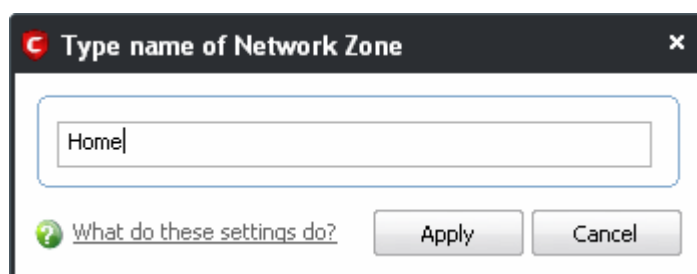 Type name of Network Zone
Home
What do these settings do?
Apply
Cancel